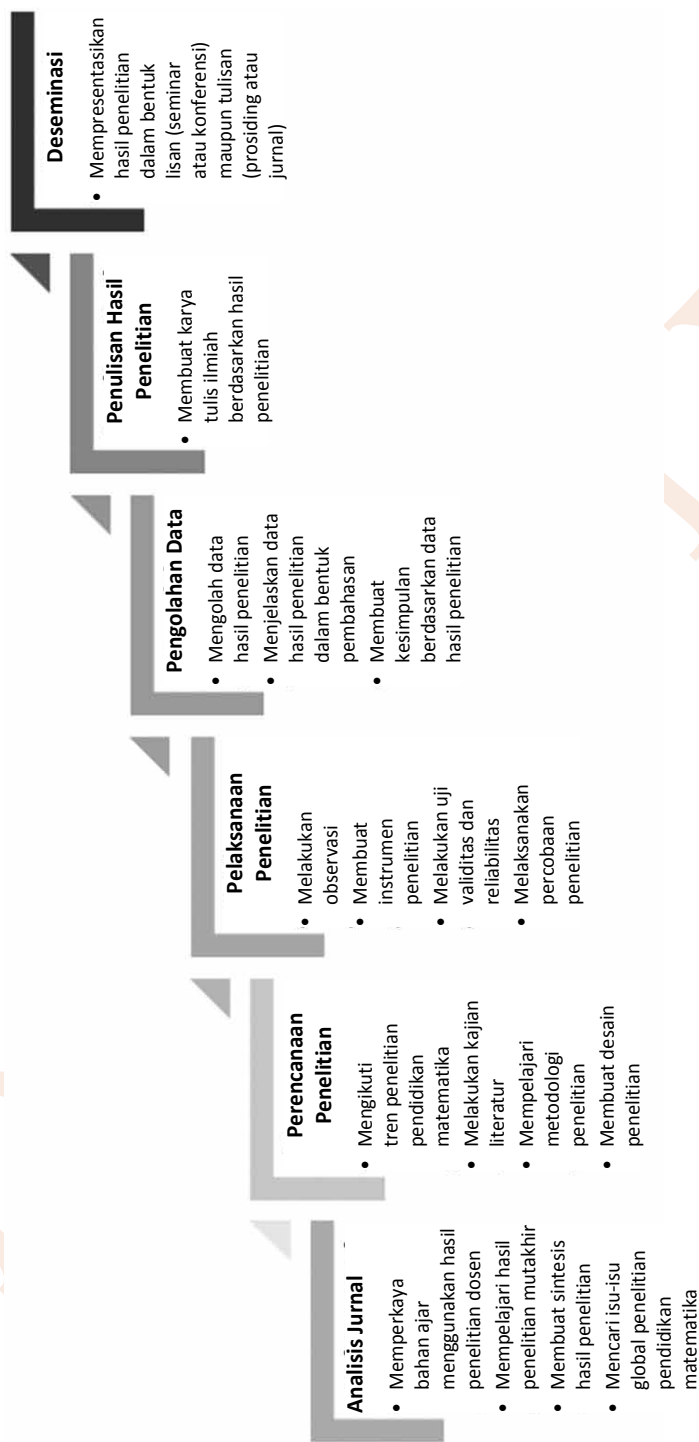 Analisis Jurnal
• Memperkaya
bahan ajar
menggunakan hasil
penelitian dosen
• Mempelajari hasil
penelitian mutakhir
• Membuat sintesis
hasil penelitian
• Mencari isu-isu
global penelitian
pendidikan
matematika
Perencanaan
Penelitian
• Mengikuti
tren penelitian
pendidikan
matematika
• Melakukan kajian
literatur
• Mempelajari
metodologi
penelitian
• Membuat desain
penelitian
Pelaksanaan
Penelitian
• Melakukan
observasi
• Membuat
instrumen
penelitian
• Melakukan uji
validitas dan
reliabilitas
• Melaksanakan
percobaan
penelitian
Pengolahan Data
• Mengolah data
hasil penelitian
• Menjelaskan data
hasil penelitian
dalam bentuk
pembahasan
• Membuat
kesimpulan
berdasarkan data
hasil penelitian
Penulisan Hasil
Penelitian
• Membuat karya
tulis ilmiah
berdasarkan hasil
penelitian
Deseminasi
• Mempresentasikan
hasil penelitian
dalam bentuk
lisan (seminar
atau konferensi)
maupun tulisan
(prosiding atau
jurnal)